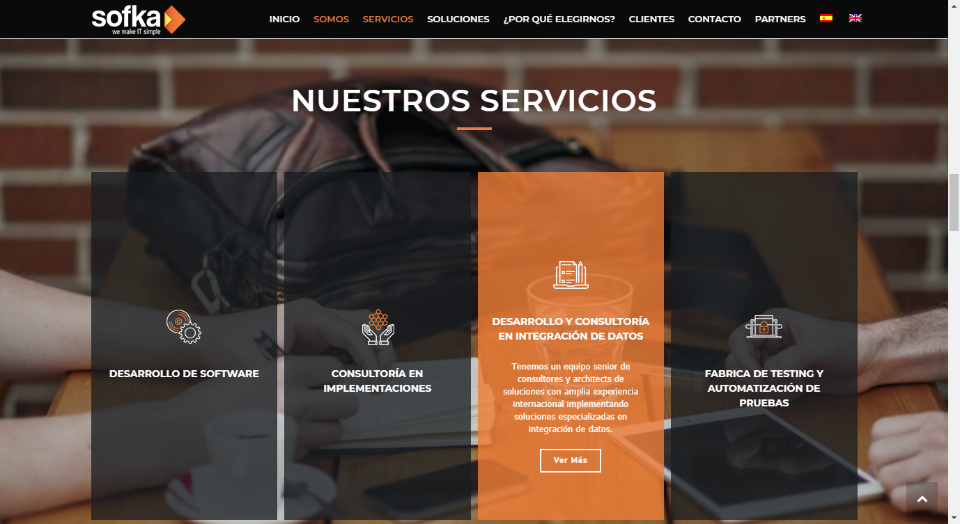 sofka
we make IT simple
INICIO SOMOS SERVICIOS SOLUCIONES ¿POR QUÉ ELEGIRNOS? CLIENTES CONTACTO PARTNERS
NUESTROS SERVICIOS
DESARROLLO DE SOFTWARE
CONSULTORÍA EN
IMPLEMENTACIONES
DESARROLLO Y CONSULTORÍA
EN INTEGRACIÓN DE DATOS
Tenemos un equipo senior de
consultores y architects de
soluciones con amplia experiencia
internacional implementando
soluciones especializadas en
integración de datos.
Ver Más
FABRICA DE TESTING Y
AUTOMATIZACIÓN DE
PRUEBAS